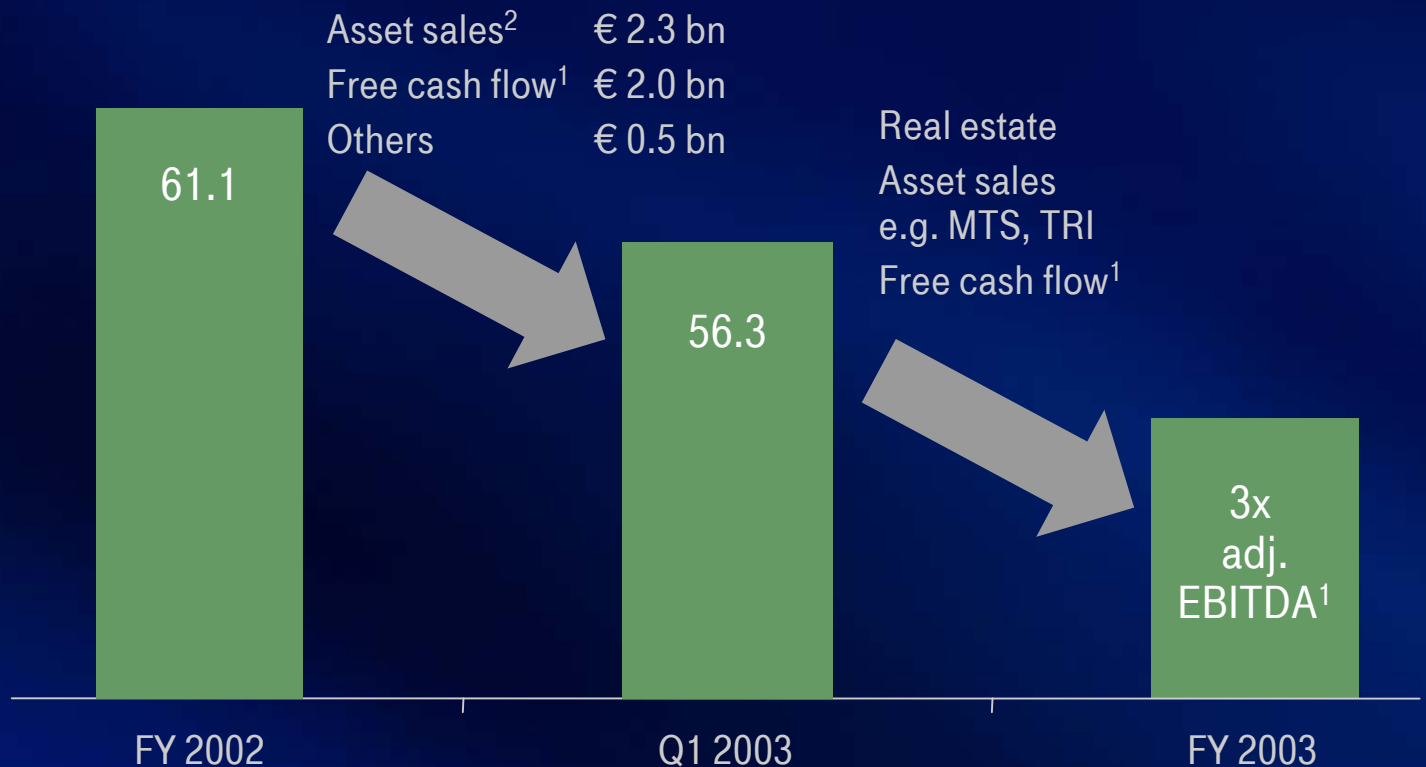 Asset sales² € 2.3 bn
Free cash flow¹ € 2.0 bn
Others € 0.5 bn
Real estate
Asset sales
e.g. MTS, TRI
Free cash flow¹
61.1
56.3
3x
adj.
EBITDA¹
FY 2002 Q1 2003 FY 2003